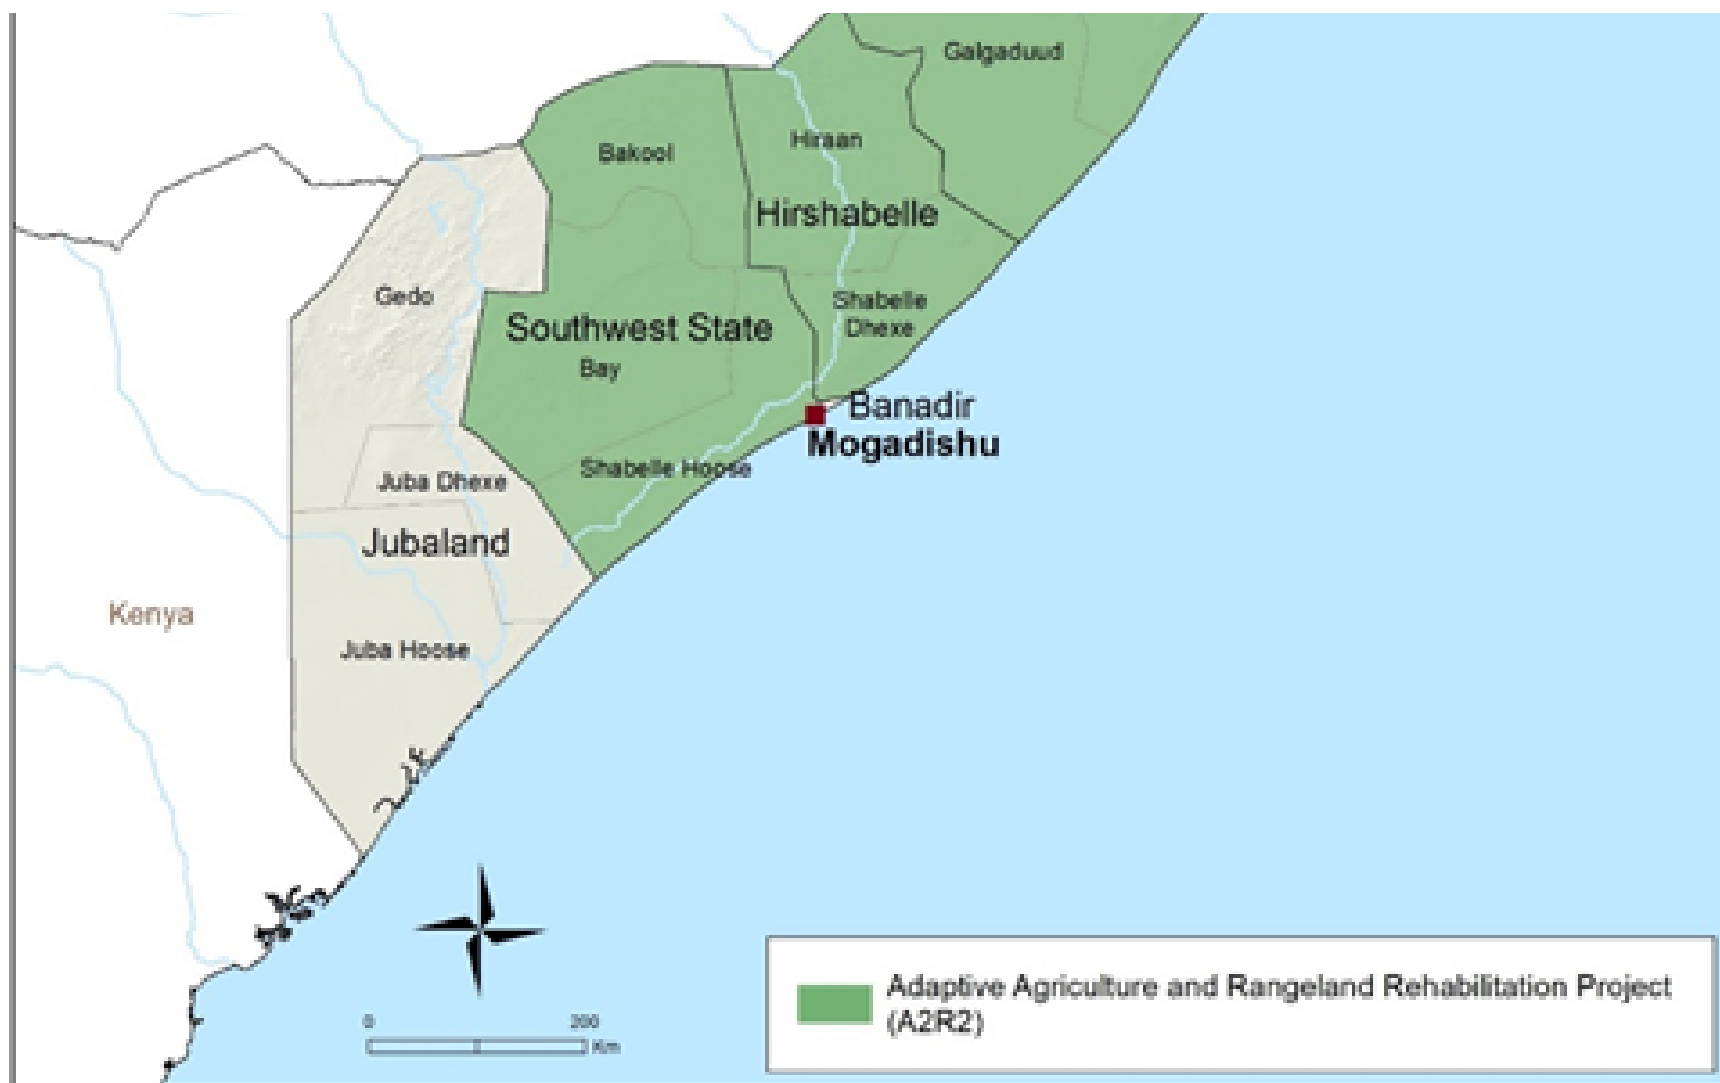 Galgaduud
Hiraan
Bakool
Hirshabelle
Gedo
Shabelle
Dhexe
Southwest State
Bay
Banadir
Mogadishu
Shabelle Hoose
Juba Dhexe
Jubaland
Kenya
Juba Hoose
Adaptive Agriculture and Rangeland Rehabilitation Project
(A2R2)
0 200
Km